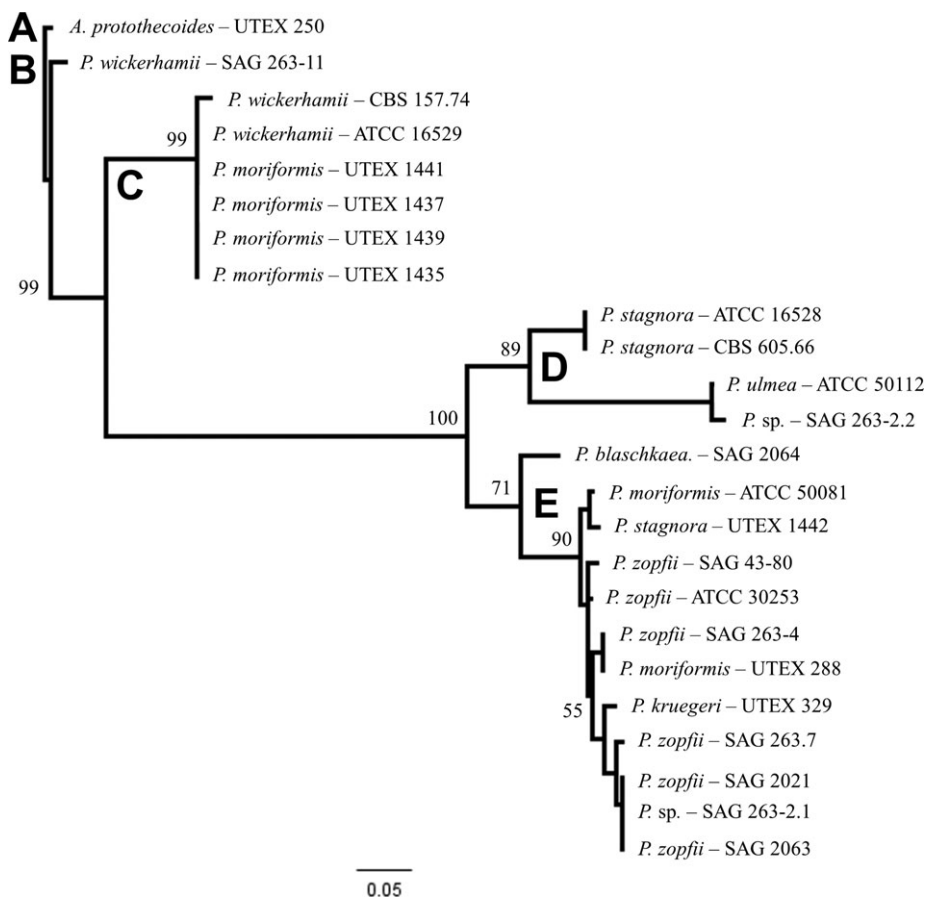 A
A. protothecoides – UTEX 250
B
P. wickerhamii – SAG 263-11
P. wickerhamii – CBS 157.74
99
P. wickerhamii – ATCC 16529
P. moriformis – UTEX 1441
C
P. moriformis – UTEX 1437
P. moriformis – UTEX 1439
P. moriformis – UTEX 1435
99
P. stagnora – ATCC 16528
89
P. stagnora – CBS 605.66
D
P. ulmea – ATCC 50112
P. sp. – SAG 263-2.2
100
P. blaschkaea. – SAG 2064
71
P. moriformis – ATCC 50081
E
P. stagnora – UTEX 1442
90
P. zopfii – SAG 43-80
P. zopfii – ATCC 30253
P. zopfii – SAG 263-4
P. moriformis – UTEX 288
55
P. kruegeri – UTEX 329
P. zopfii – SAG 263.7
P. zopfii – SAG 2021
P. sp. – SAG 263-2.1
P. zopfii – SAG 2063
0.05